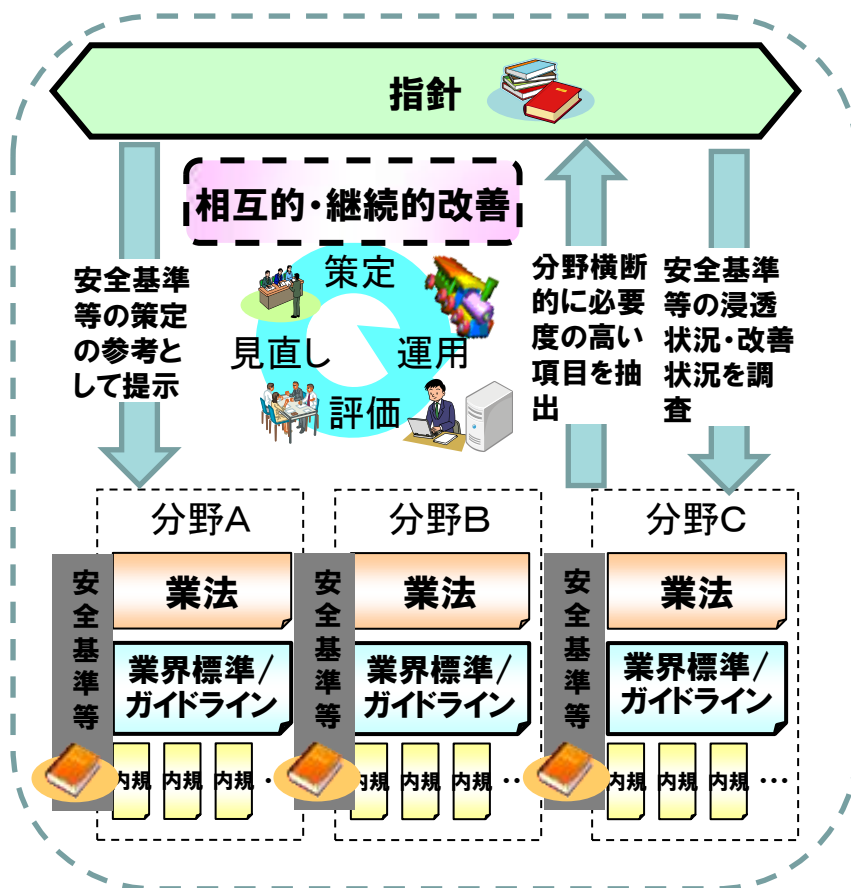 指針
相互的・継続的改善
安全基準
等の策定
の参考と
して提示
策定
見直し
運用
評価
分野横断
的に必要
度の高い
項目を抽
出
安全基準
等の浸透
状況・改善
状況を調
査
分野A
安全基準等
業法
業界標準/
ガイドライン
内規 内規 内規 ・
分野B
安全基準等
業法
業界標準/
ガイドライン
内規 内規 内規 ‥
分野C
安全基準等
業法
業界標準/
ガイドライン
内規 内規 内規 …